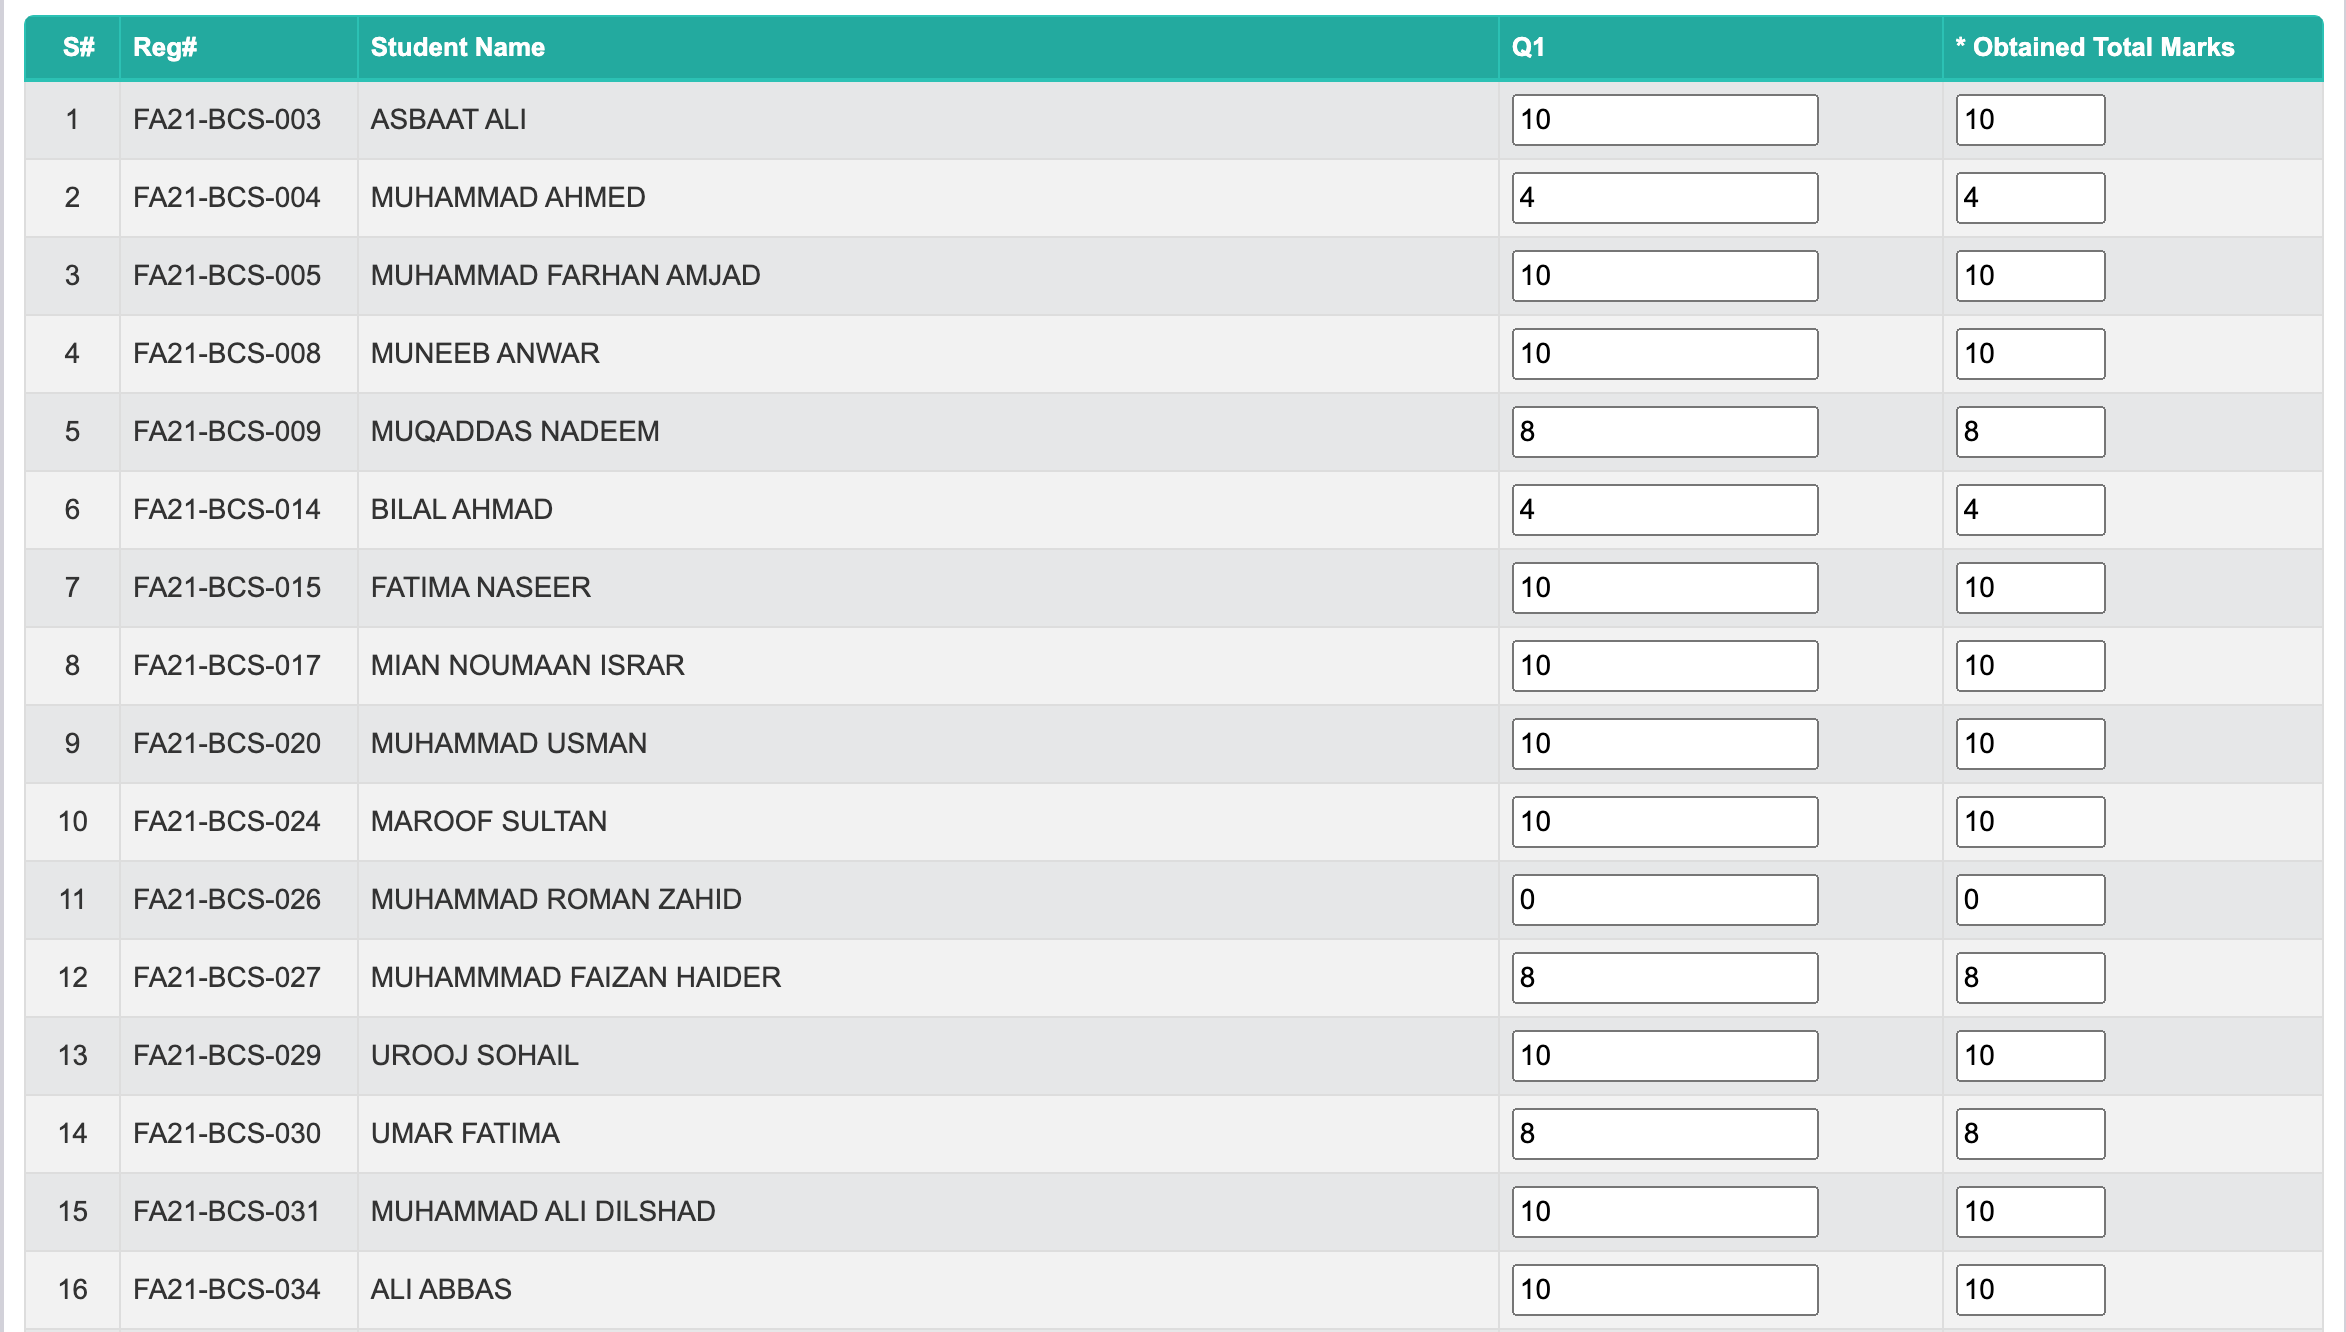 S# Reg# Student Name Q1 * Obtained Total Marks
1 FA21-BCS-003 ASBAAT ALI 10 10
2 FA21-BCS-004 MUHAMMAD AHMED 4 4
3 FA21-BCS-005 MUHAMMAD FARHAN AMJAD 10 10
4 FA21-BCS-008 MUNEEB ANWAR 10 10
5 FA21-BCS-009 MUQADDAS NADEEM 8 8
6 FA21-BCS-014 BILAL AHMAD 4 4
7 FA21-BCS-015 FATIMA NASEER 10 10
8 FA21-BCS-017 MIAN NOUMAAN ISRAR 10 10
9 FA21-BCS-020 MUHAMMAD USMAN 10 10
10 FA21-BCS-024 MAROOF SULTAN 10 10
11 FA21-BCS-026 MUHAMMAD ROMAN ZAHID 0 0
12 FA21-BCS-027 MUHAMMMAD FAIZAN HAIDER 8 8
13 FA21-BCS-029 UROOJ SOHAIL 10 10
14 FA21-BCS-030 UMAR FATIMA 8 8
15 FA21-BCS-031 MUHAMMAD ALI DILSHAD 10 10
16 FA21-BCS-034 ALI ABBAS 10 10